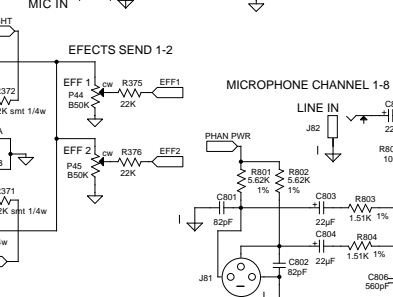 MIC IN
EFECTS SEND 1-2
EFF 1
cw
R375
EFF1
P44
B50K
22K
R372
2K smt 1/4w
EFF 2
cw
R376
EFF2
P45
B50K
22K
R371
2K smt 1/4w
MICROPHONE CHANNEL 1-8
LINE IN
J82
PHAN PWR
R801
5.62K
1%
R802
5.62K
1%
C801
82pF
C803
22µF
R803
1.51K 1%
C804
22µF
R804
1.51K 1%
C802
82pF
J81
C806
560pF